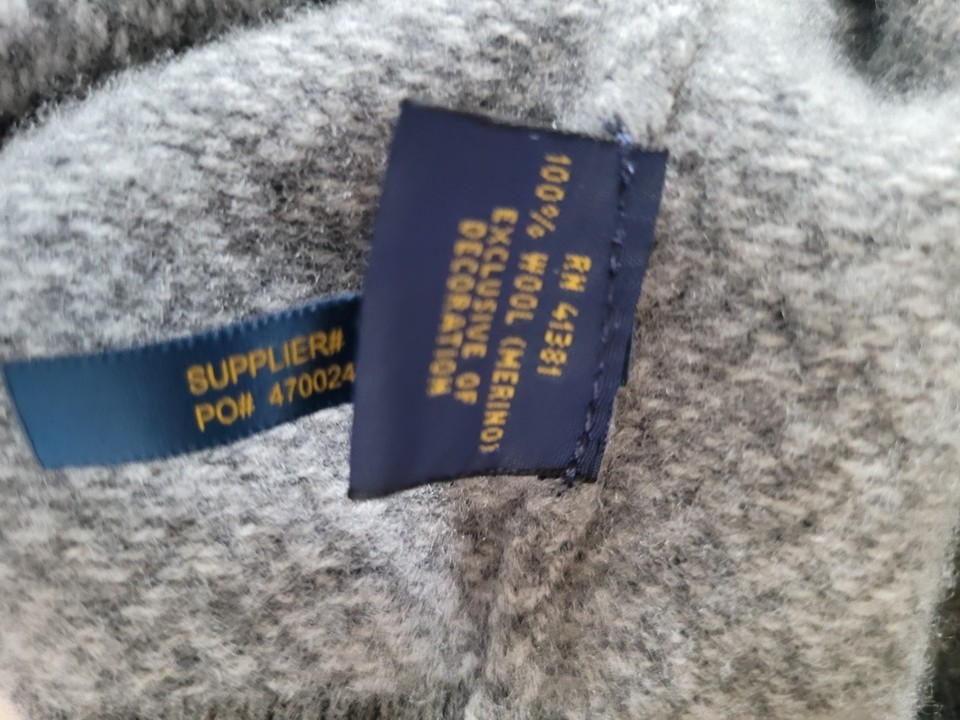 RN 41381
100% WOOL (MERINO)
EXCLUSIVE OF
DECORATION
SUPPLIER#
PO# 470024